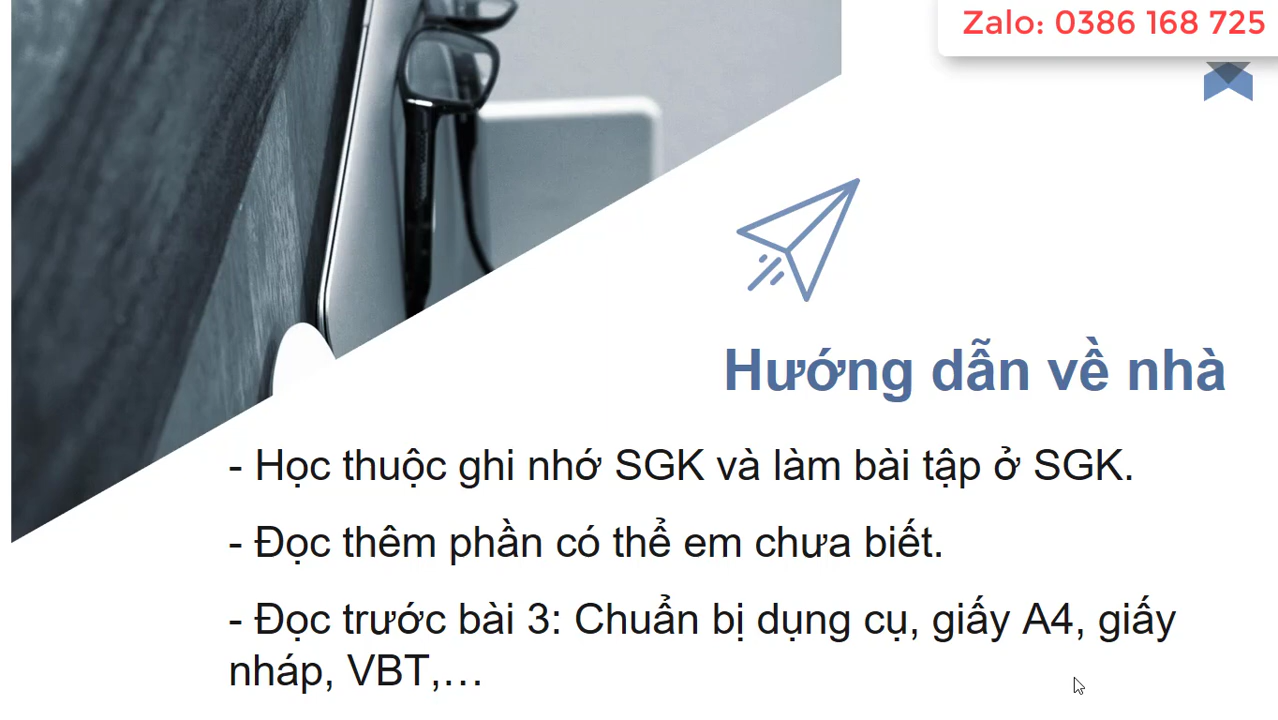 Zalo: 0386 168 725
Hướng dẫn về nhà
- Học thuộc ghi nhớ SGK và làm bài tập ở SGK.
- Đọc thêm phần có thể em chưa biết.
- Đọc trước bài 3: Chuẩn bị dụng cụ, giấy A4, giấy
nháp, VBT,…